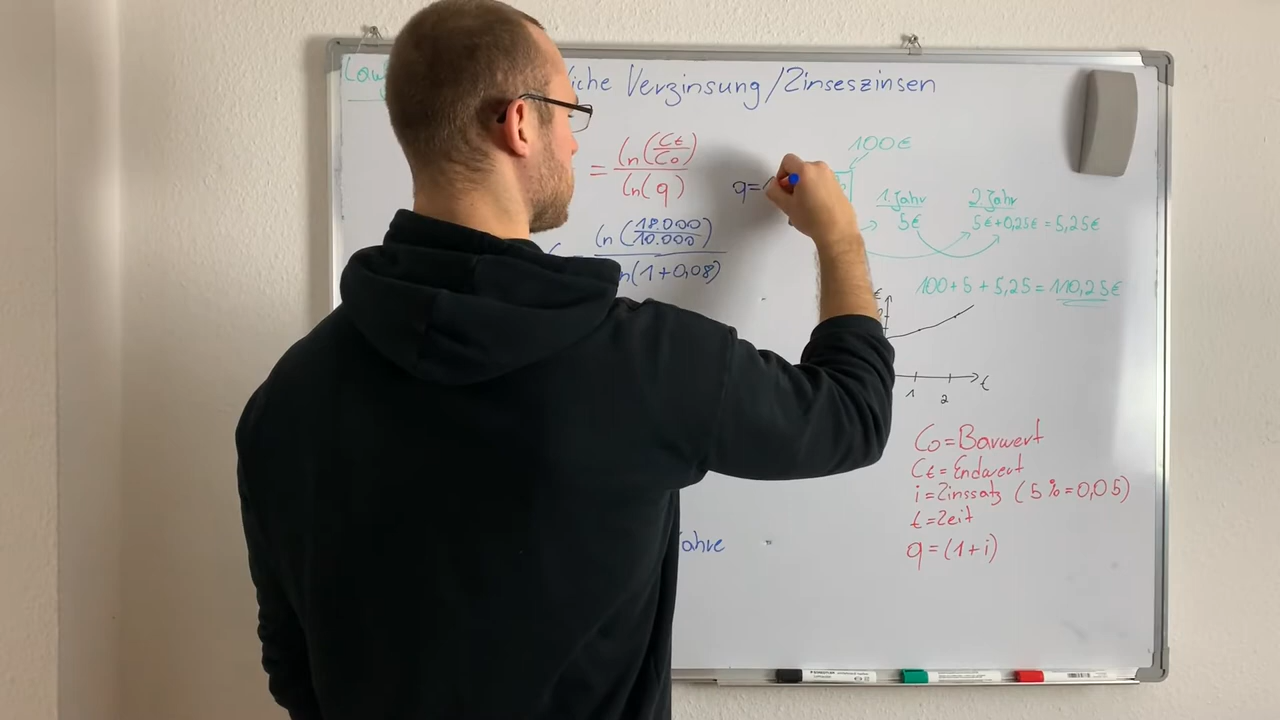 liche Verzinsung/Zinseszinsen
= ln(Ct/C0)/ln(q)
ln(18.000/10.000)
ln(1+0,08)
q=
100€
1. Jahr
5€
2. Jahr
5€+0,25€=5,25€
100+5+5,25=110,25€
€
t
1
2
C0=Barwert
Ct=Endwert
i=Zinssatz (5%=0,05)
t=Zeit
q=(1+i)
ahre